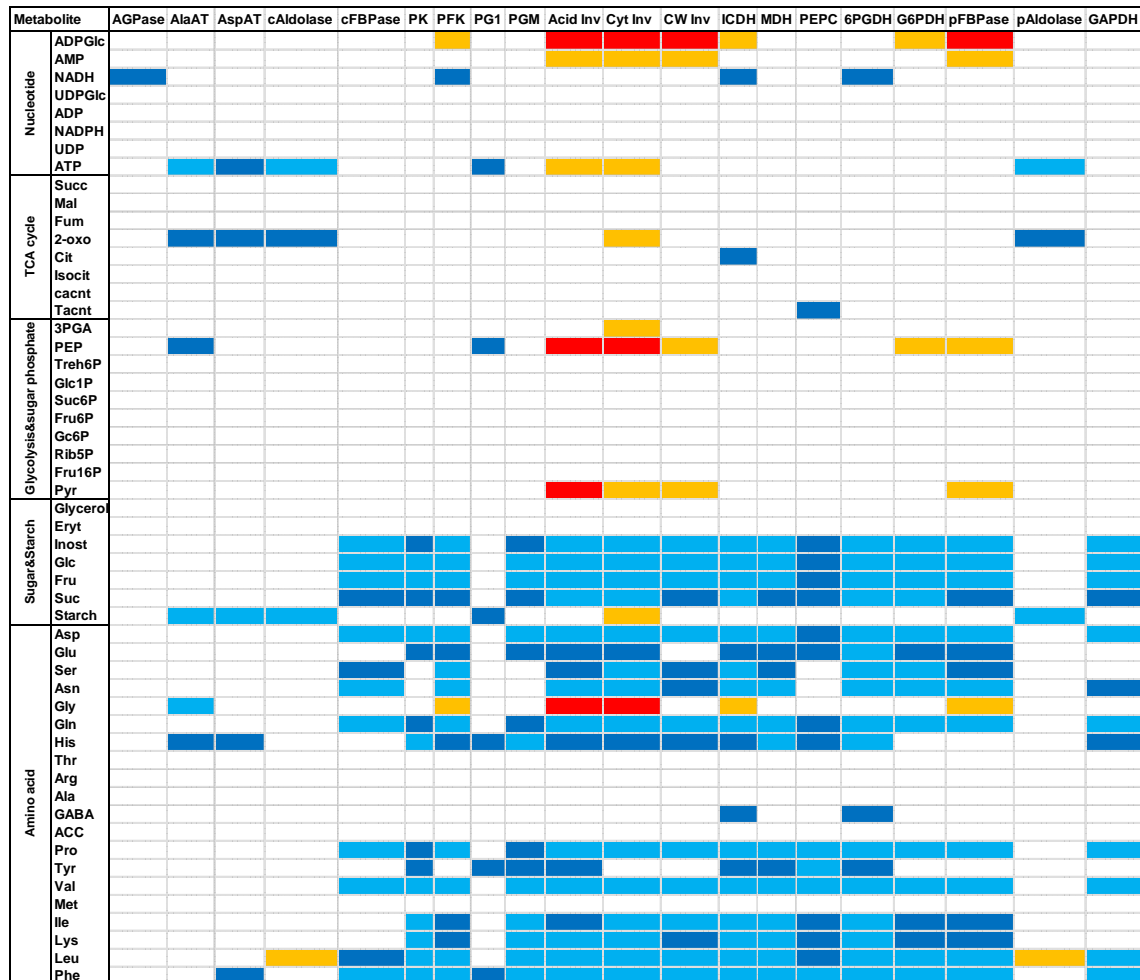 Metabolite AGPase AlaAT AspAT cAldolase cFBPase PK PFK PG1 PGM Acid Inv Cyt Inv CW Inv ICDH MDH PEPC 6PGDH G6PDH pFBPase pAldolase GAPDH
Nucleotide
ADPGlc
AMP
NADH
UDPGlc
ADP
NADPH
UDP
ATP
TCA cycle
Succ
Mal
Fum
2-oxo
Cit
Isocit
cacnt
Tacnt
Glycolysis&sugar phosphate
3PGA
PEP
Treh6P
Glc1P
Suc6P
Fru6P
Gc6P
Rib5P
Fru16P
Pyr
Sugar&Starch
Glycerol
Eryt
Inost
Glc
Fru
Suc
Starch
Amino acid
Asp
Glu
Ser
Asn
Gly
Gln
His
Thr
Arg
Ala
GABA
ACC
Pro
Tyr
Val
Met
Ile
Lys
Leu
Phe